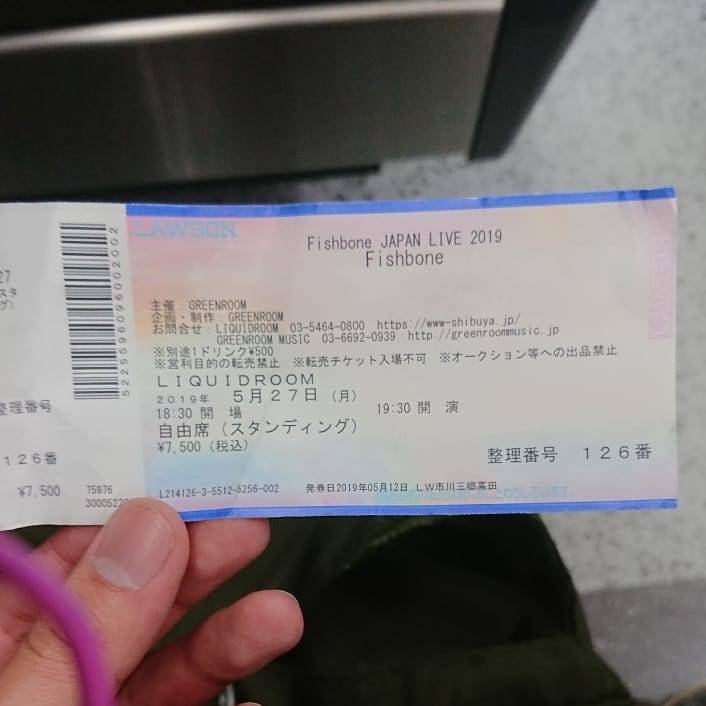 27
スタ
グ)
整理番号
126番
¥7,500
75976
30005222
5225596096002002
LAWSON
Fishbone JAPAN LIVE 2019
Fishbone
主催：GREENROOM
企画・制作：GREENROOM
お問合せ：LIQUIDROOM 03-5464-0800 https://www-shibuya.jp/
GREENROOM MUSIC 03-6692-0939 http://greenroommusic.jp
※別途1ドリンク¥500
※営利目的の転売禁止 ※転売チケット入場不可 ※オークション等への出品禁止
LIQUIDROOM
2019年 5月27日（月）
18:30 開 場 19:30 開 演
自由席（スタンディング）
¥7,500（税込）
整理番号 126番
L214126-3-5512-5256-002 発券日2019年05月12日 LW市川三郷高田